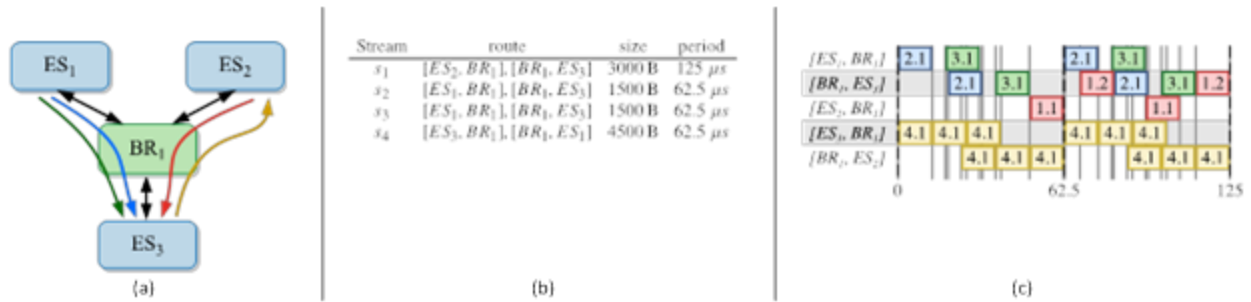 ES1
ES2
BR1
ES3
(a)
Stream route size period
s1 [ES2, BR1], [BR1, ES3] 3000 B 125 μs
s2 [ES1, BR1], [BR1, ES3] 1500 B 62.5 μs
s3 [ES1, BR1], [BR1, ES3] 1500 B 62.5 μs
s4 [ES3, BR1], [BR1, ES1] 4500 B 62.5 μs
(b)
[ES1, BR1] 2.1 3.1 2.1 3.1
[BR1, ES3] 2.1 3.1 1.2 2.1 3.1 1.2
[ES2, BR1] 1.1 1.1
[ES3, BR1] 4.1 4.1 4.1 4.1 4.1 4.1
[BR1, ES2] 4.1 4.1 4.1 4.1 4.1 4.1
0 62.5 125
(c)